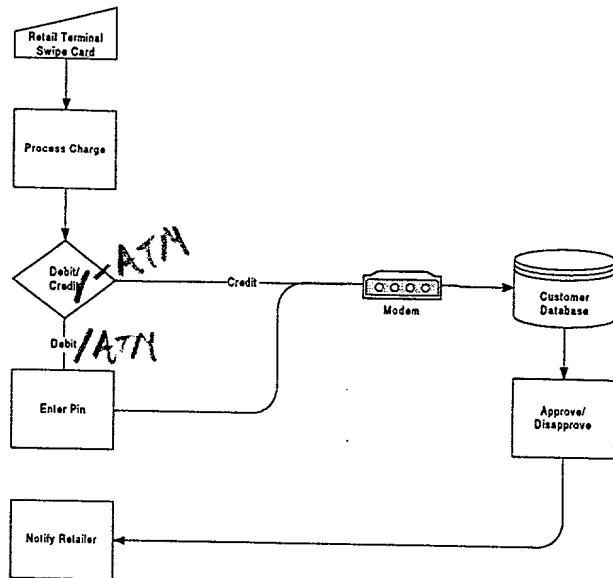 Retail Terminal
Swipe Card
Process Charge
Debit/
Credit
/ATM
Credit
Modem
Customer
Database
Debit
/ATM
Enter Pin
Approve/
Disapprove
Notify Retailer